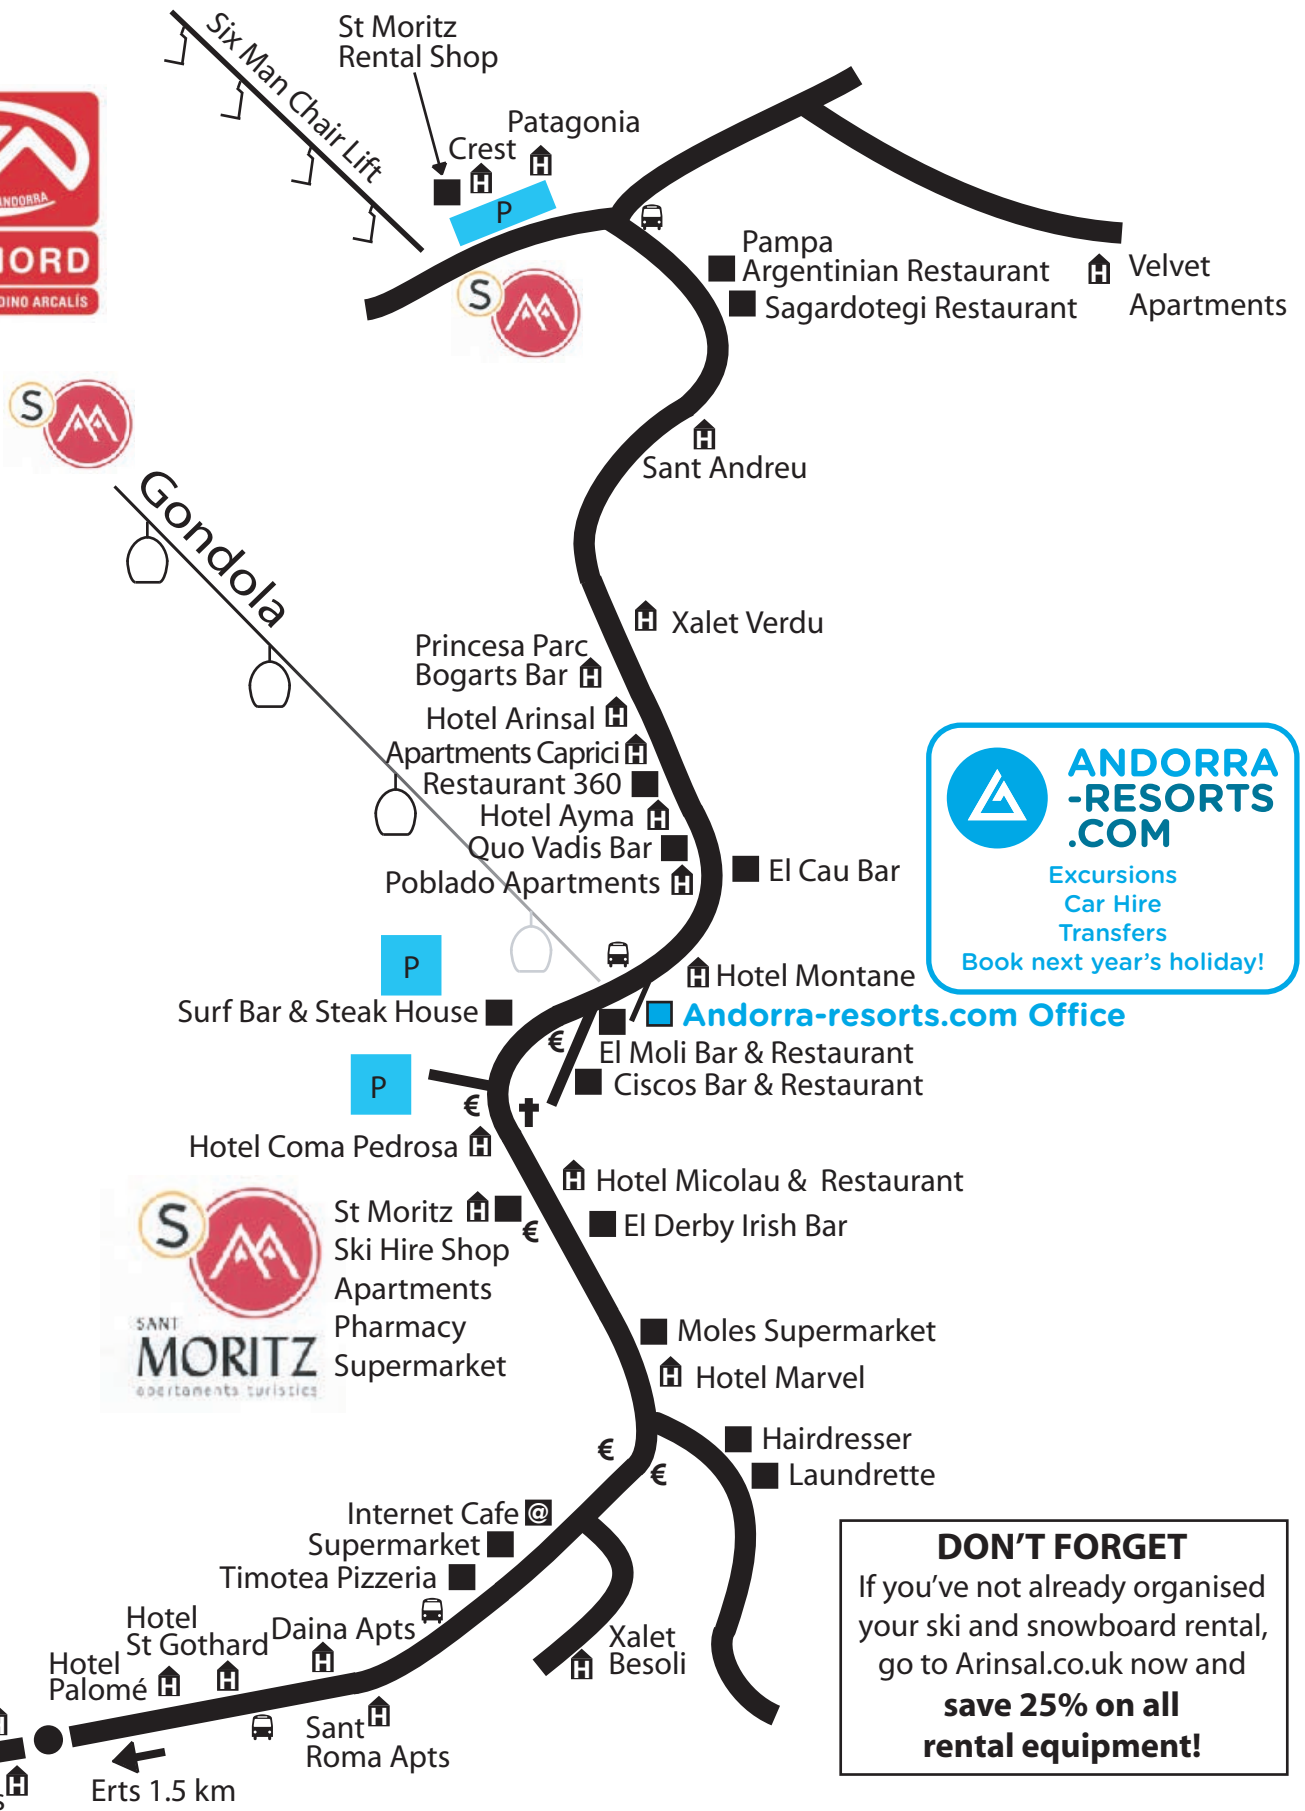 Six Man Chair Lift
St Moritz
Rental Shop
Patagonia
Crest
H
H
P
ANDORRA
NORD
DINO ARCALÍS
Pampa
Argentinian Restaurant
Sagardotegi Restaurant
H
Velvet
Apartments
S
S
Gondola
H
Sant Andreu
H
Xalet Verdu
Princesa Parc
Bogarts Bar H
Hotel Arinsal H
Apartments Caprici H
Restaurant 360
Hotel Ayma H
Quo Vadis Bar
Poblado Apartments H
El Cau Bar
ANDORRA
-RESORTS
.COM
Excursions
Car Hire
Transfers
Book next year's holiday!
P
H Hotel Montane
Surf Bar & Steak House
Andorra-resorts.com Office
€
El Moli Bar & Restaurant
Ciscos Bar & Restaurant
P
€
Hotel Coma Pedrosa H
H Hotel Micolau & Restaurant
El Derby Irish Bar
St Moritz H
€
Ski Hire Shop
Apartments
Pharmacy
Supermarket
S
SANT
MORITZ
apartaments turístics
Moles Supermarket
H Hotel Marvel
Hairdresser
Laundrette
€
€
Internet Cafe @
Supermarket
Timotea Pizzeria
Daina Apts
H
Hotel
St Gothard
H
Hotel
Palomé H
Xalet
Besoli
H
Sant
Roma Apts
H
H
H
s
Erts 1.5 km
DON'T FORGET
If you've not already organised
your ski and snowboard rental,
go to Arinsal.co.uk now and
save 25% on all
rental equipment!